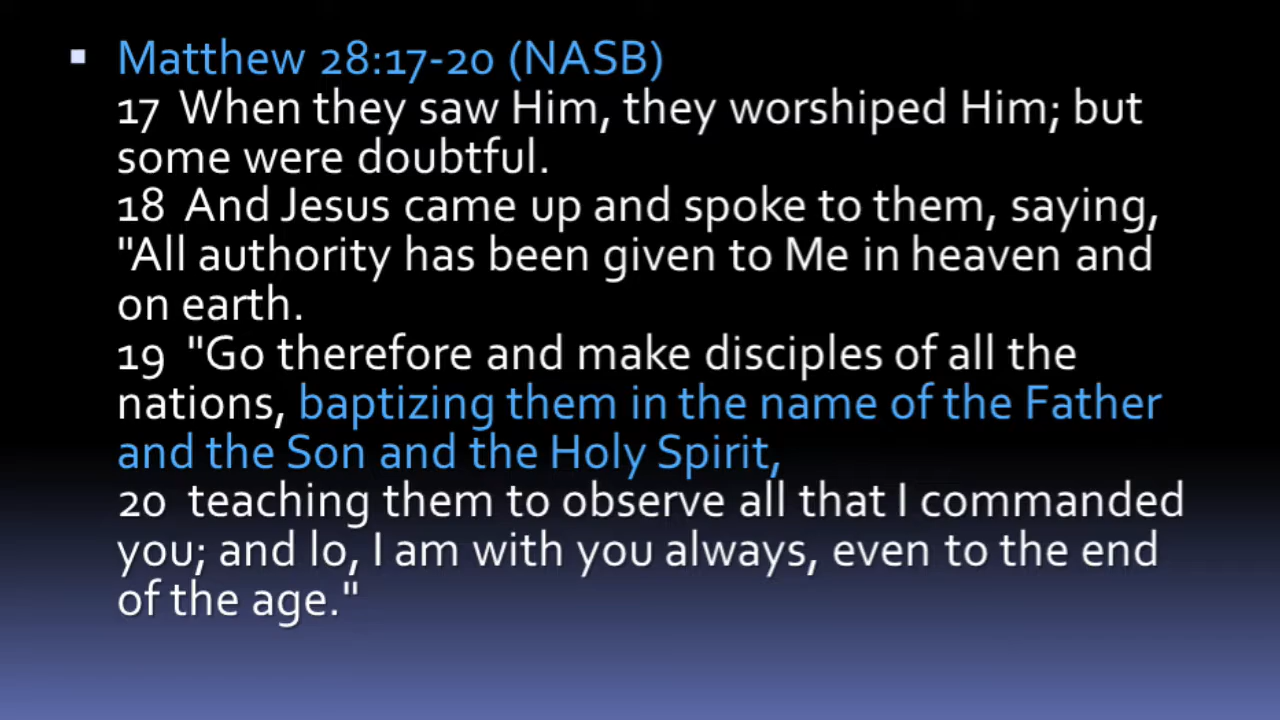 Matthew 28:17-20 (NASB)
17 When they saw Him, they worshiped Him; but
some were doubtful.
18 And Jesus came up and spoke to them, saying,
"All authority has been given to Me in heaven and
on earth.
19 "Go therefore and make disciples of all the
nations, baptizing them in the name of the Father
and the Son and the Holy Spirit,
20 teaching them to observe all that I commanded
you; and lo, I am with you always, even to the end
of the age."